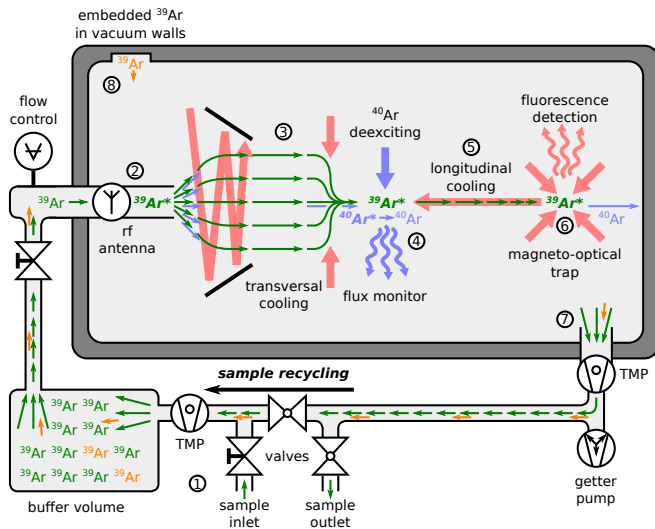 embedded ³⁹Ar
in vacuum walls
⑧
³⁹Ar
flow
control
②
③
⁴⁰Ar
deexciting
⑤
fluorescence
detection
longitudinal
cooling
³⁹Ar
³⁹Ar*
³⁹Ar*
³⁹Ar*
rf
antenna
⁴⁰Ar*
⁴⁰Ar
④
⁴⁰Ar
⑥
transversal
cooling
flux monitor
magneto-optical
trap
⑦
sample recycling
TMP
³⁹Ar ³⁹Ar
³⁹Ar ³⁹Ar
³⁹Ar ³⁹Ar ³⁹Ar ³⁹Ar
³⁹Ar ³⁹Ar ³⁹Ar ³⁹Ar
TMP
①
valves
buffer volume
sample
inlet
sample
outlet
getter
pump